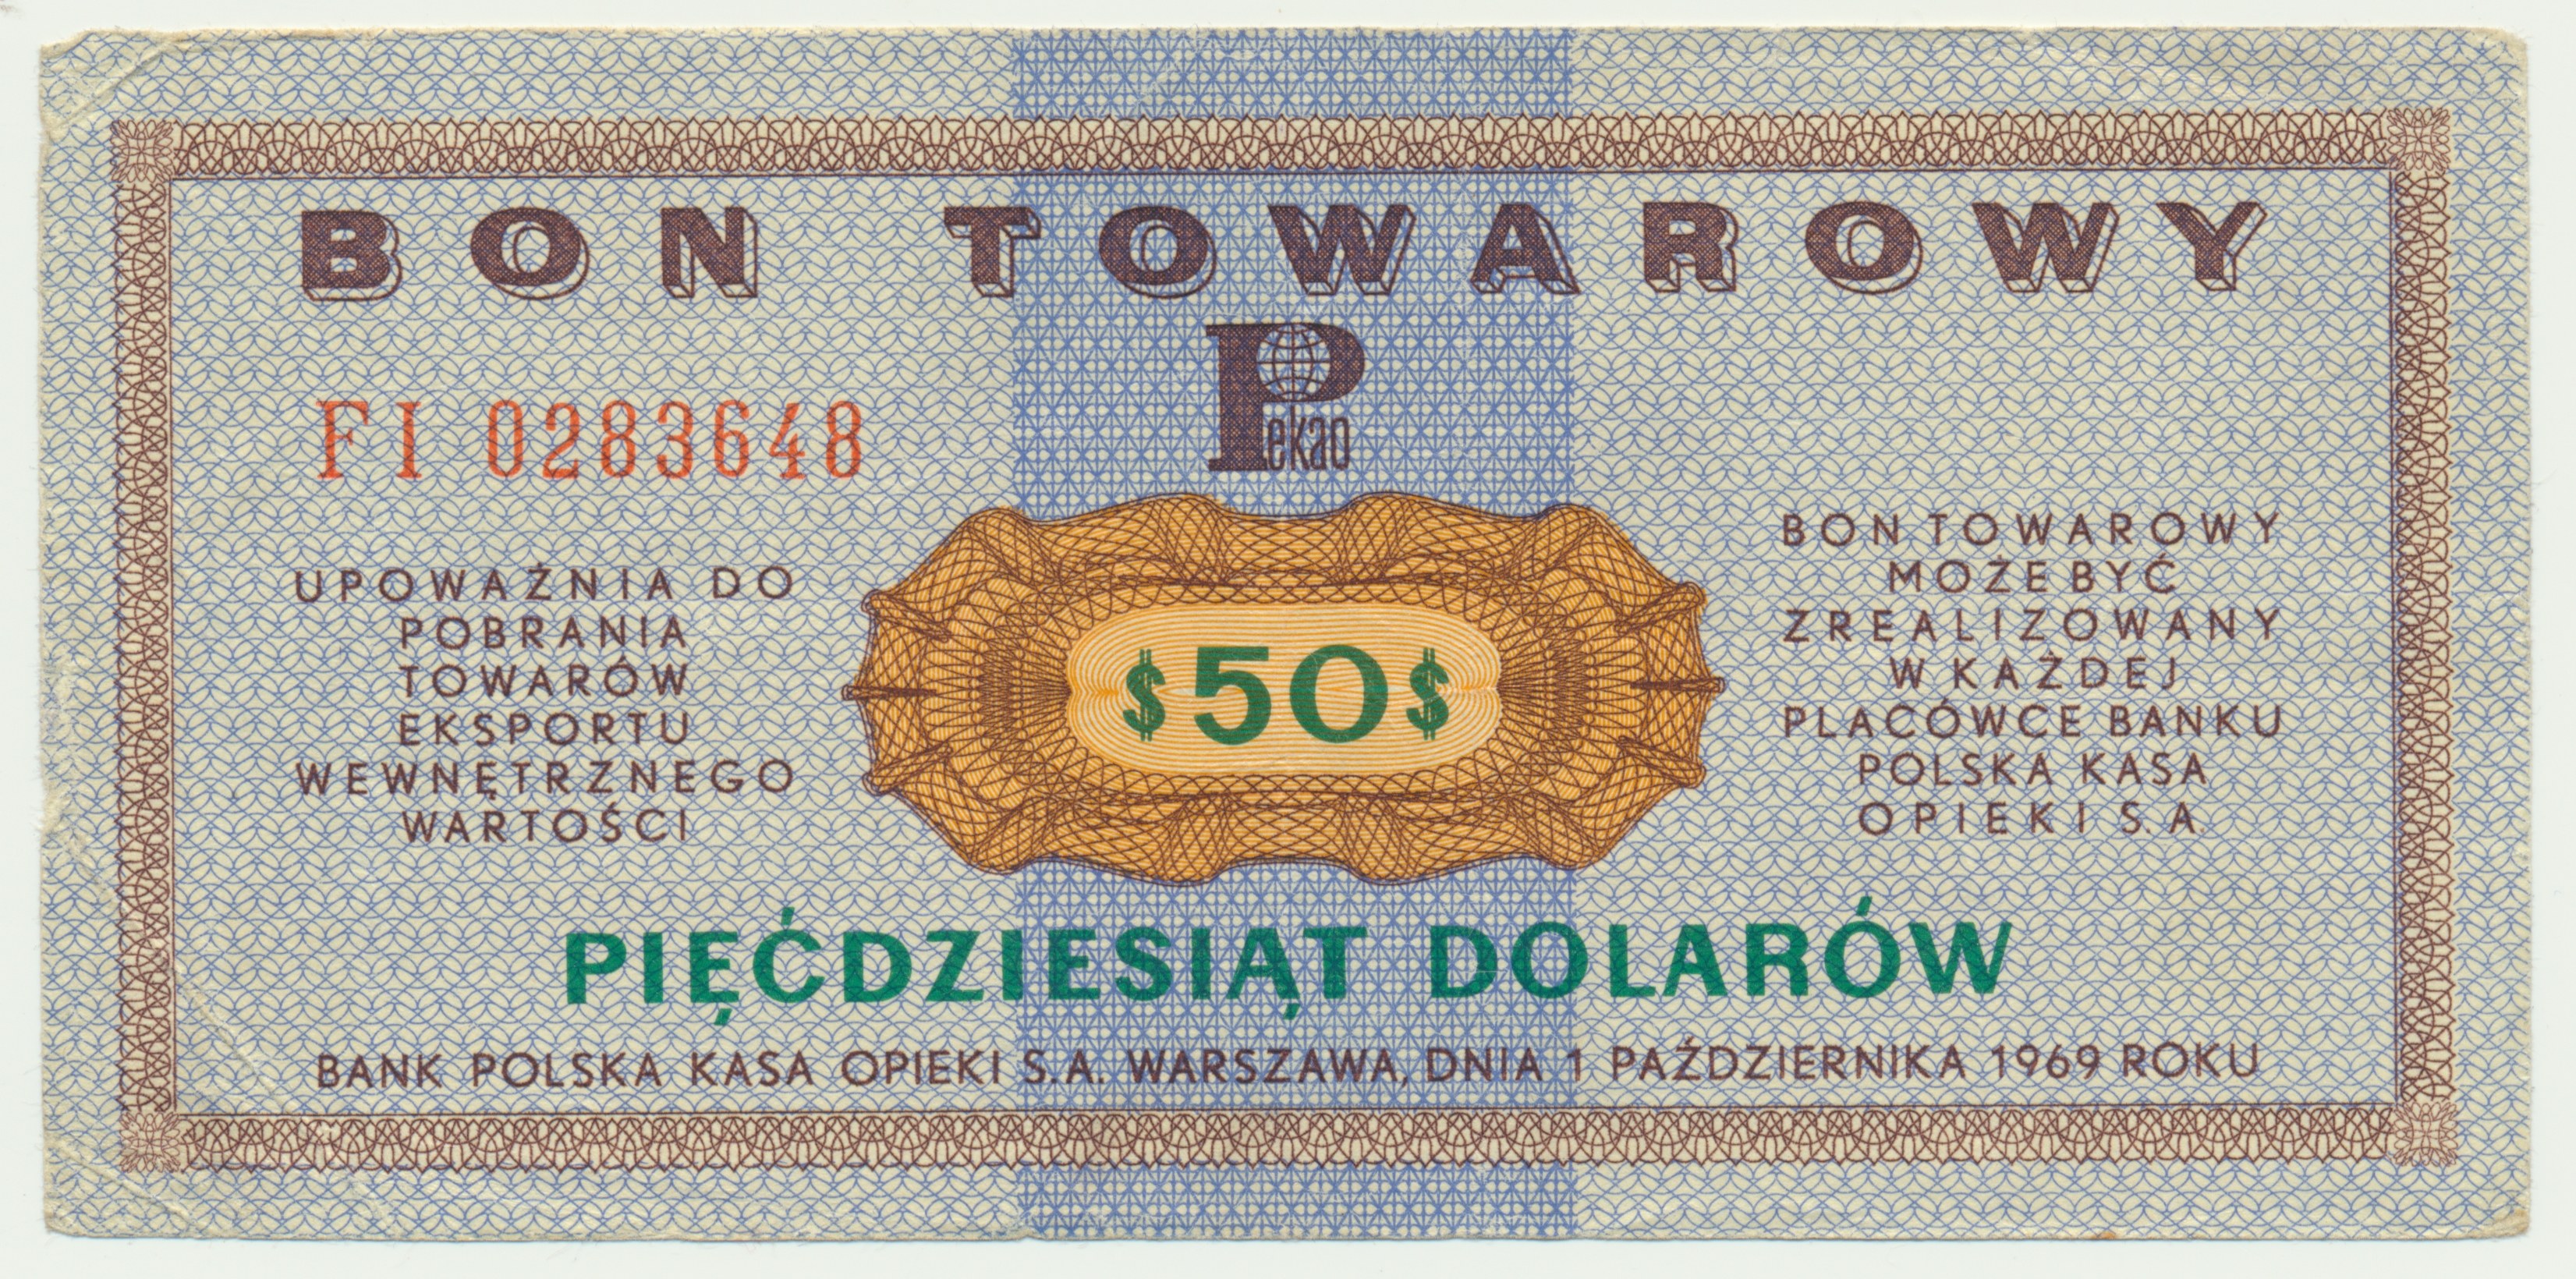 BON TOWAROWY
Pekao
FI 0283648
UPOWAŻNIA DO
POBRANIA
TOWARÓW
EKSPORTU
WEWNĘTRZNEGO
WARTOŚCI
$50$
BON TOWAROWY
MOŻE BYĆ
ZREALIZOWANY
W KAŻDEJ
PLACÓWCE BANKU
POLSKA KASA
OPIEKI S.A.
PIĘĆDZIESIĄT DOLARÓW
BANK POLSKA KASA OPIEKI S.A. WARSZAWA, DNIA 1 PAŹDZIERNIKA 1969 ROKU